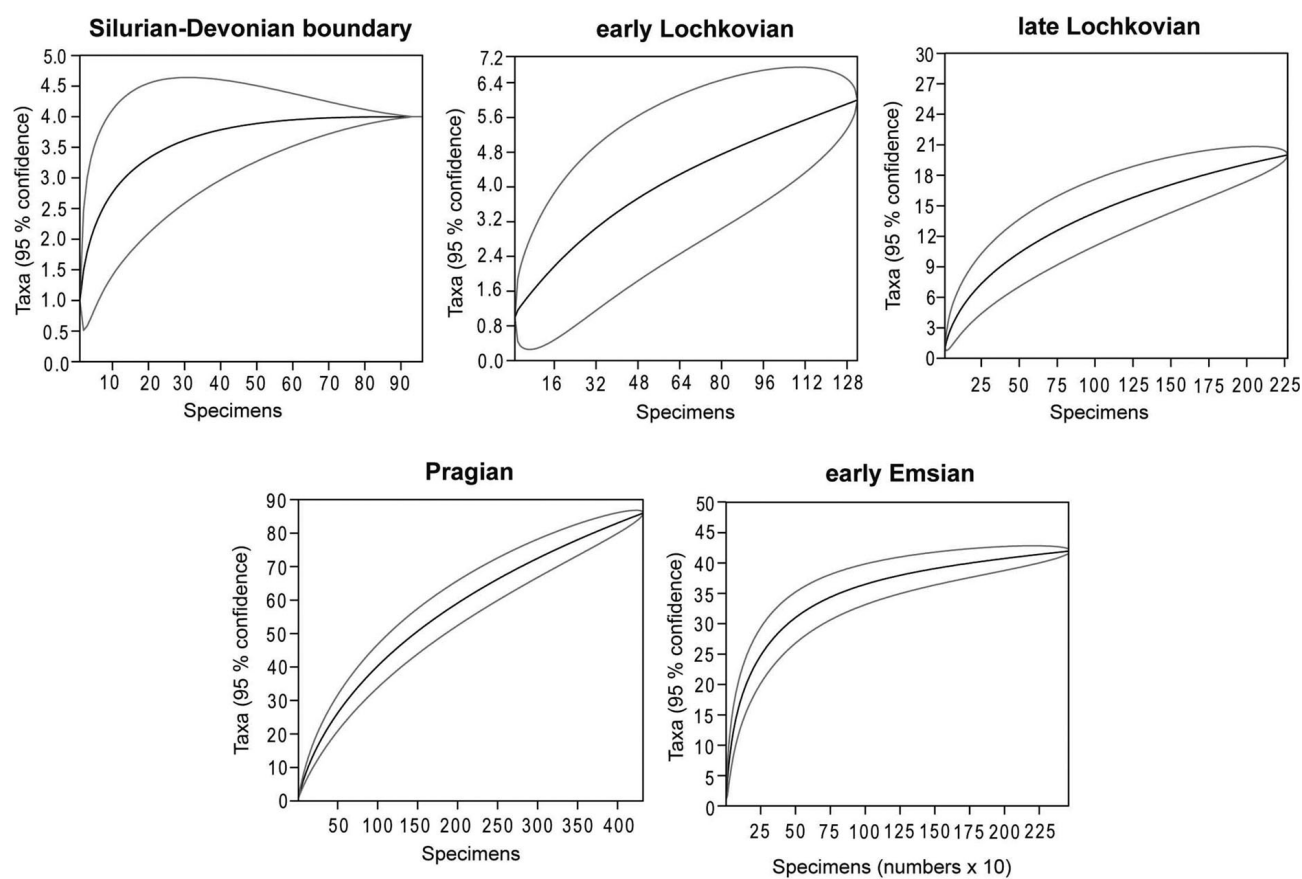 Silurian-Devonian boundary
Taxa (95 % confidence)
5.0
4.5
4.0
3.5
3.0
2.5
2.0
1.5
1.0
0.5
0.0
10 20 30 40 50 60 70 80 90
Specimens
early Lochkovian
Taxa (95 % confidence)
7.2
6.4
5.6
4.8
4.0
3.2
2.4
1.6
0.8
0.0
16 32 48 64 80 96 112 128
Specimens
late Lochkovian
Taxa (95 % confidence)
30
27
24
21
18
15
12
9
6
3
0
25 50 75 100 125 150 175 200 225
Specimens
Pragian
Taxa (95 % confidence)
90
80
70
60
50
40
30
20
10
0
50 100 150 200 250 300 350 400
Specimens
early Emsian
Taxa (95 % confidence)
50
45
40
35
30
25
20
15
10
5
0
25 50 75 100 125 150 175 200 225
Specimens (numbers x 10)